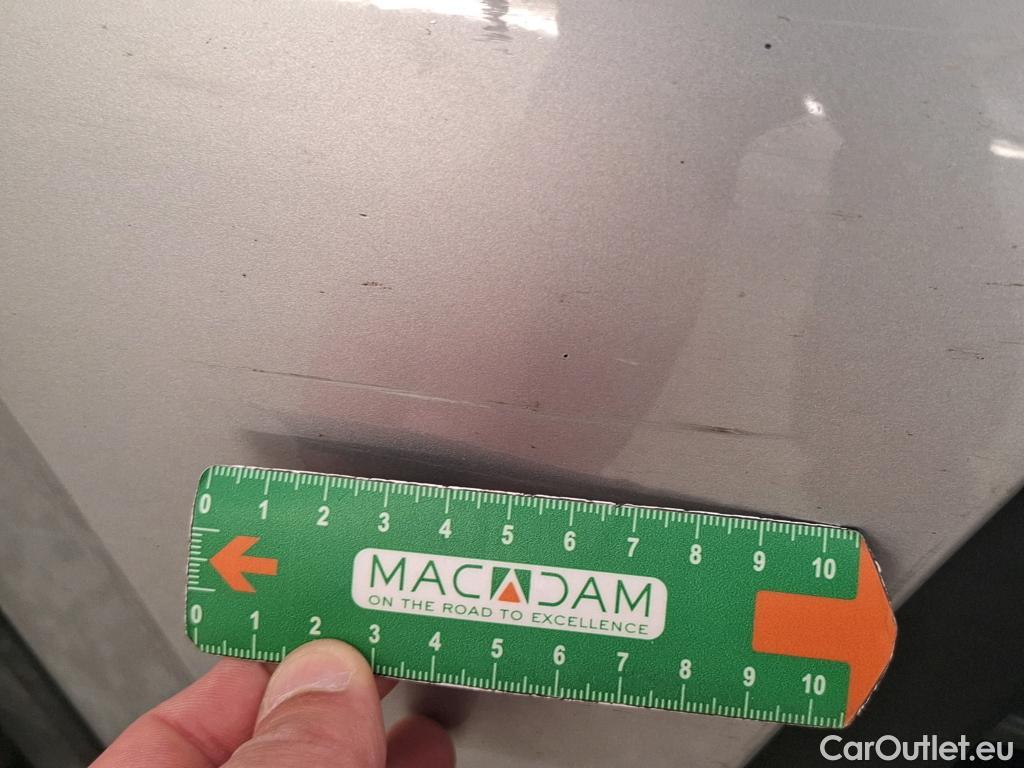 0 1 2 3 4 5 6 7 8 9 10
MACADAM
ON THE ROAD TO EXCELLENCE
0 1 2 3 4 5 6 7 8 9 10
CarOutlet.eu